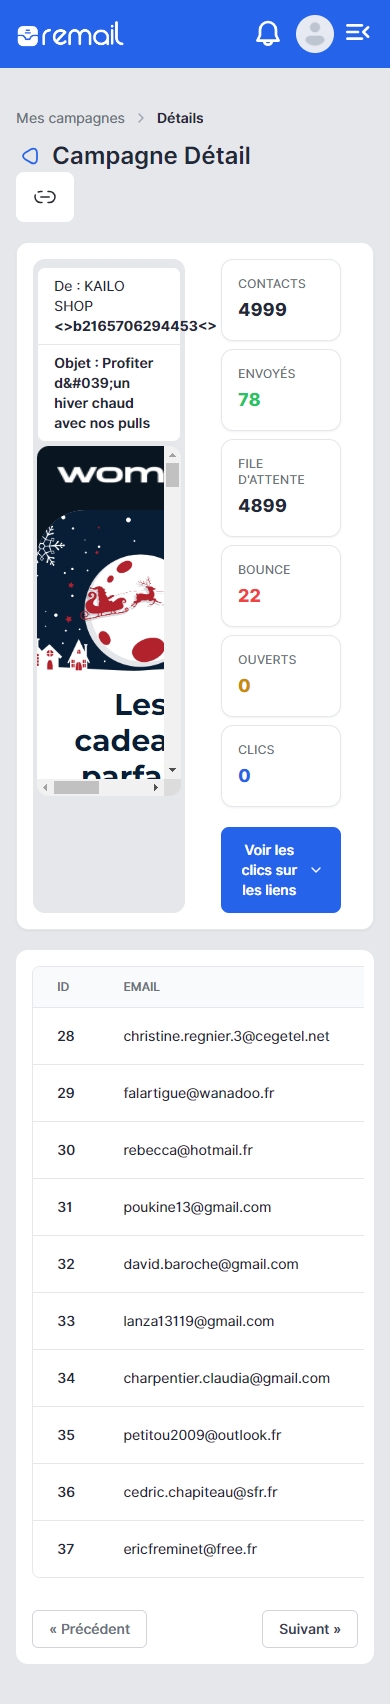 remail
Mes campagnes > Détails
Campagne Détail
De : KAILO
SHOP
<>b2165706294453<>
Objet : Profiter
d&#039;un
hiver chaud
avec nos pulls
wom
Les
cadea
parfa
CONTACTS
4999
ENVOYÉS
78
FILE
D'ATTENTE
4899
BOUNCE
22
OUVERTS
0
CLICS
0
Voir les
clics sur
les liens
ID EMAIL
28 christine.regnier.3@cegetel.net
29 falartigue@wanadoo.fr
30 rebecca@hotmail.fr
31 poukine13@gmail.com
32 david.baroche@gmail.com
33 lanza13119@gmail.com
34 charpentier.claudia@gmail.com
35 petitou2009@outlook.fr
36 cedric.chapiteau@sfr.fr
37 ericfreminet@free.fr
« Précédent Suivant »